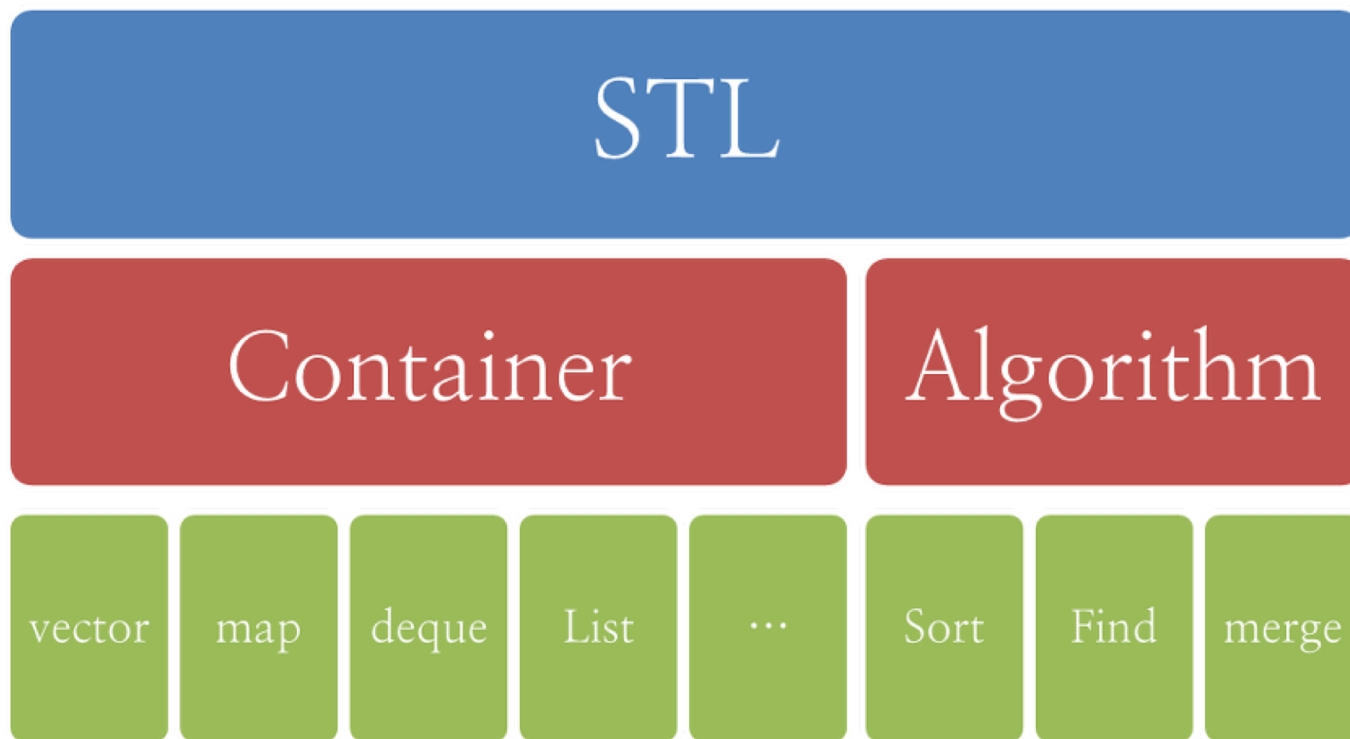 STL
Container Algorithm
vector map deque List ... Sort Find merge